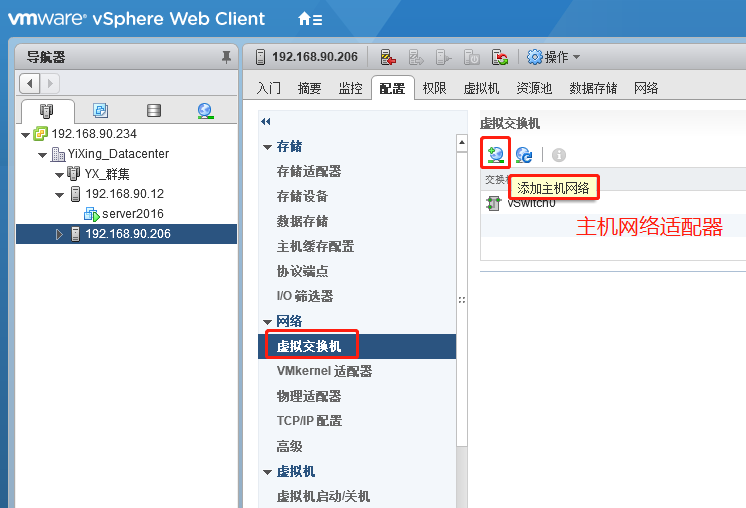 vmware® vSphere Web Client
导航器
192.168.90.234
YiXing_Datacenter
YX_群集
192.168.90.12
server2016
192.168.90.206
192.168.90.206
操作
入门 摘要 监控 配置 权限 虚拟机 资源池 数据存储 网络
存储
存储适配器
存储设备
数据存储
主机缓存配置
协议端点
I/O 筛选器
网络
虚拟交换机
VMkernel 适配器
物理适配器
TCP/IP 配置
高级
虚拟机
虚拟机启动/关机
虚拟交换机
交换
添加主机网络
vSwitch0
主机网络适配器